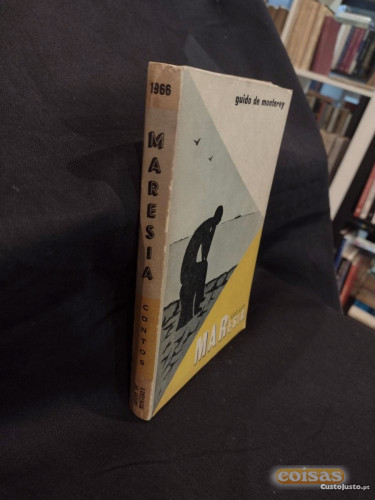 1966
MARESIA
CONTOS
guido de monterey
MARESIA
coisas
CustoJusto.pt